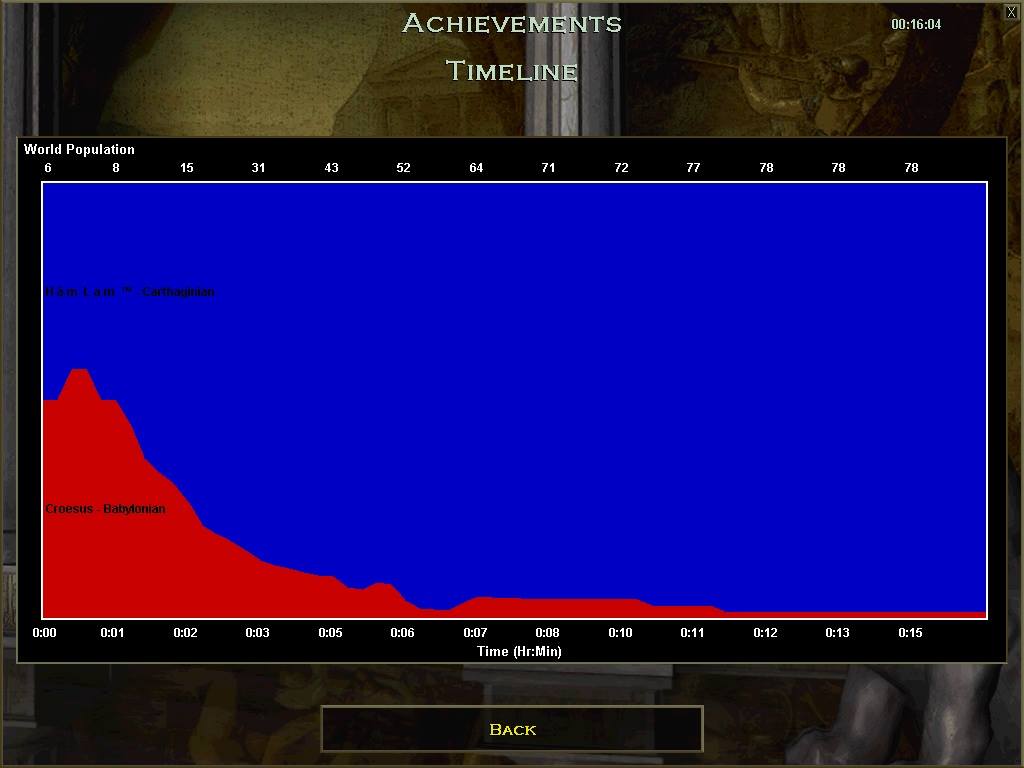 ACHIEVEMENTS
00:16:04
X
TIMELINE
World Population
6 8 15 31 43 52 64 71 72 77 78 78 78
Hàm Lam ™ - Carthaginian
Croesus - Babylonian
0:00 0:01 0:02 0:03 0:05 0:06 0:07 0:08 0:10 0:11 0:12 0:13 0:15
Time (Hr:Min)
BACK